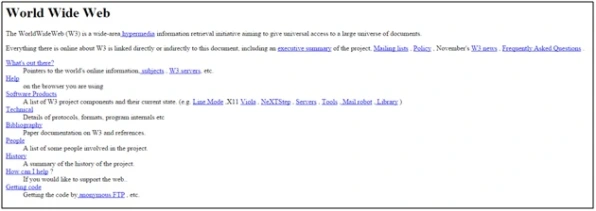 World Wide Web
The WorldWideWeb (W3) is a wide-area hypermedia information retrieval initiative aiming to give universal access to a large universe of documents.
Everything there is online about W3 is linked directly or indirectly to this document, including an executive summary of the project, Mailing lists , Policy , November's W3 news , Frequently Asked Questions .
What's out there?
Pointers to the world's online information, subjects , W3 servers, etc.
Help
on the browser you are using
Software Products
A list of W3 project components and their current state. (e.g. Line Mode ,X11 Viola , NeXTStep , Servers , Tools , Mail robot , Library )
Technical
Details of protocols, formats, program internals etc
Bibliography
Paper documentation on W3 and references.
People
A list of some people involved in the project.
History
A summary of the history of the project.
How can I help ?
If you would like to support the web..
Getting code
Getting the code by anonymous FTP , etc.